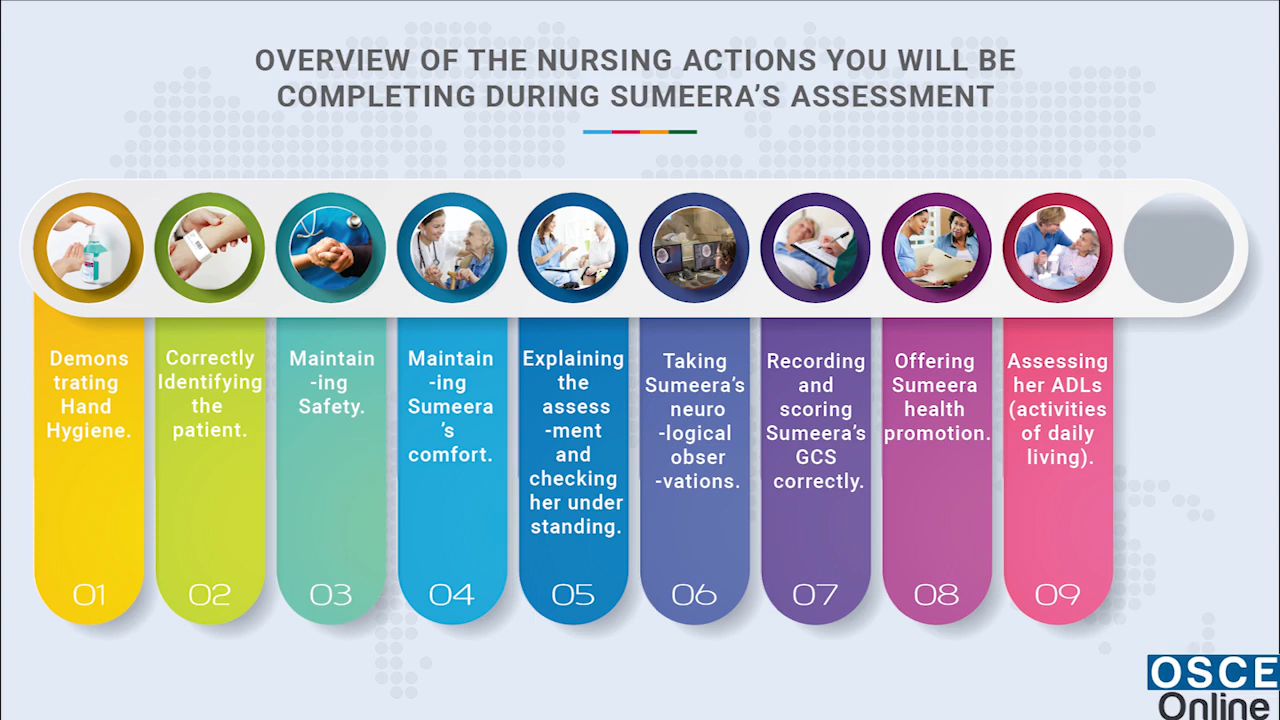 OVERVIEW OF THE NURSING ACTIONS YOU WILL BE
COMPLETING DURING SUMEERA’S ASSESSMENT
Demons
trating
Hand
Hygiene.
01
Correctly
Identifying
the
patient.
02
Maintain
-ing
Safety.
03
Maintain
-ing
Sumeera
’s
comfort.
04
Explaining
the
assess
-ment
and
checking
her under
standing.
05
Taking
Sumeera’s
neuro
-logical
obser
-vations.
06
Recording
and
scoring
Sumeera’s
GCS
correctly.
07
Offering
Sumeera
health
promotion.
08
Assessing
her ADLs
(activities
of daily
living).
09
OSCE
Online